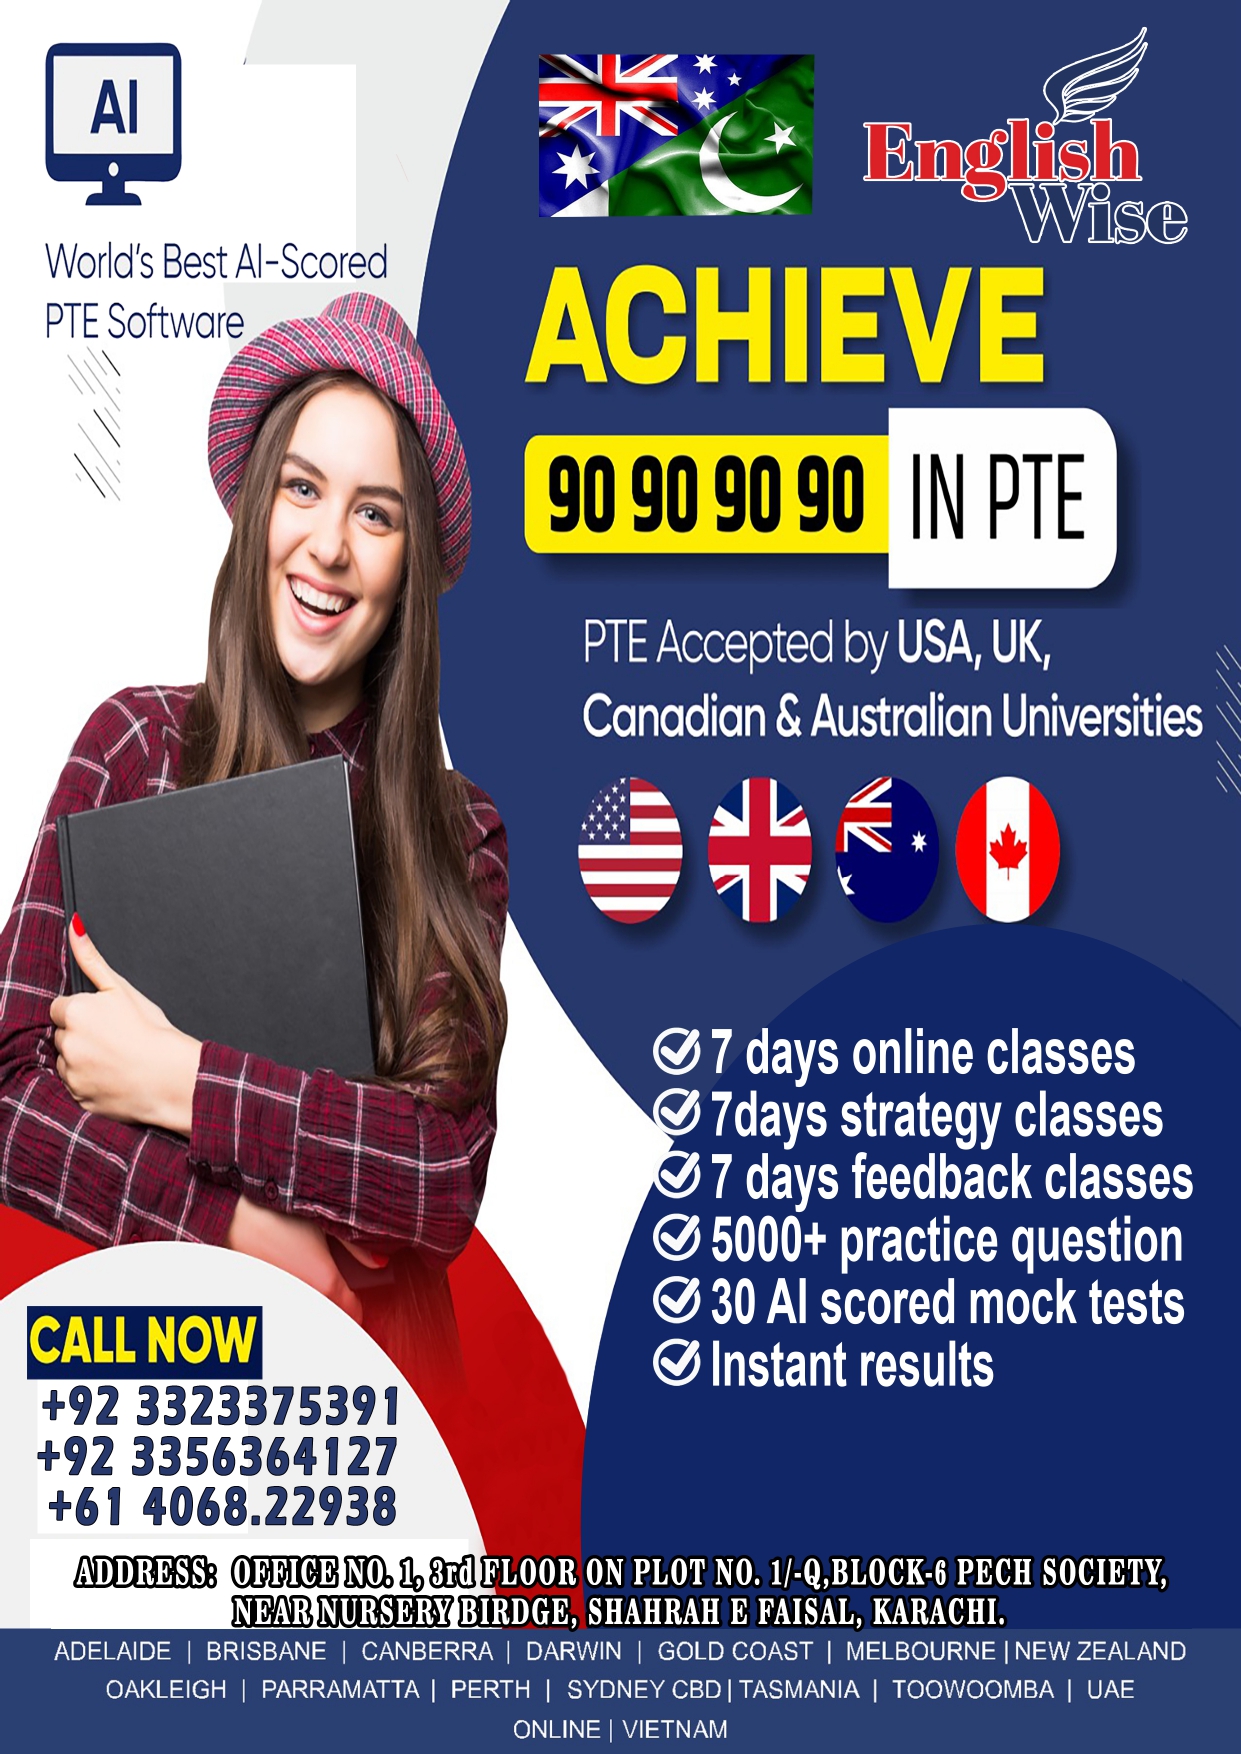 AI
World's Best AI-Scored
PTE Software
English
Wise
ACHIEVE
90 90 90 90 IN PTE
PTE Accepted by USA, UK,
Canadian & Australian Universities
7 days online classes
7days strategy classes
7 days feedback classes
5000+ practice question
30 AI scored mock tests
Instant results
CALL NOW
+92 3323375391
+92 3356364127
+61 4068.22938
ADDRESS: OFFICE NO. 1, 3rd FLOOR ON PLOT NO. 1/-Q,BLOCK-6 PECH SOCIETY,
NEAR NURSERY BIRDGE, SHAHRAH E FAISAL, KARACHI.
ADELAIDE | BRISBANE | CANBERRA | DARWIN | GOLD COAST | MELBOURNE | NEW ZEALAND
OAKLEIGH | PARRAMATTA | PERTH | SYDNEY CBD | TASMANIA | TOOWOOMBA | UAE
ONLINE | VIETNAM